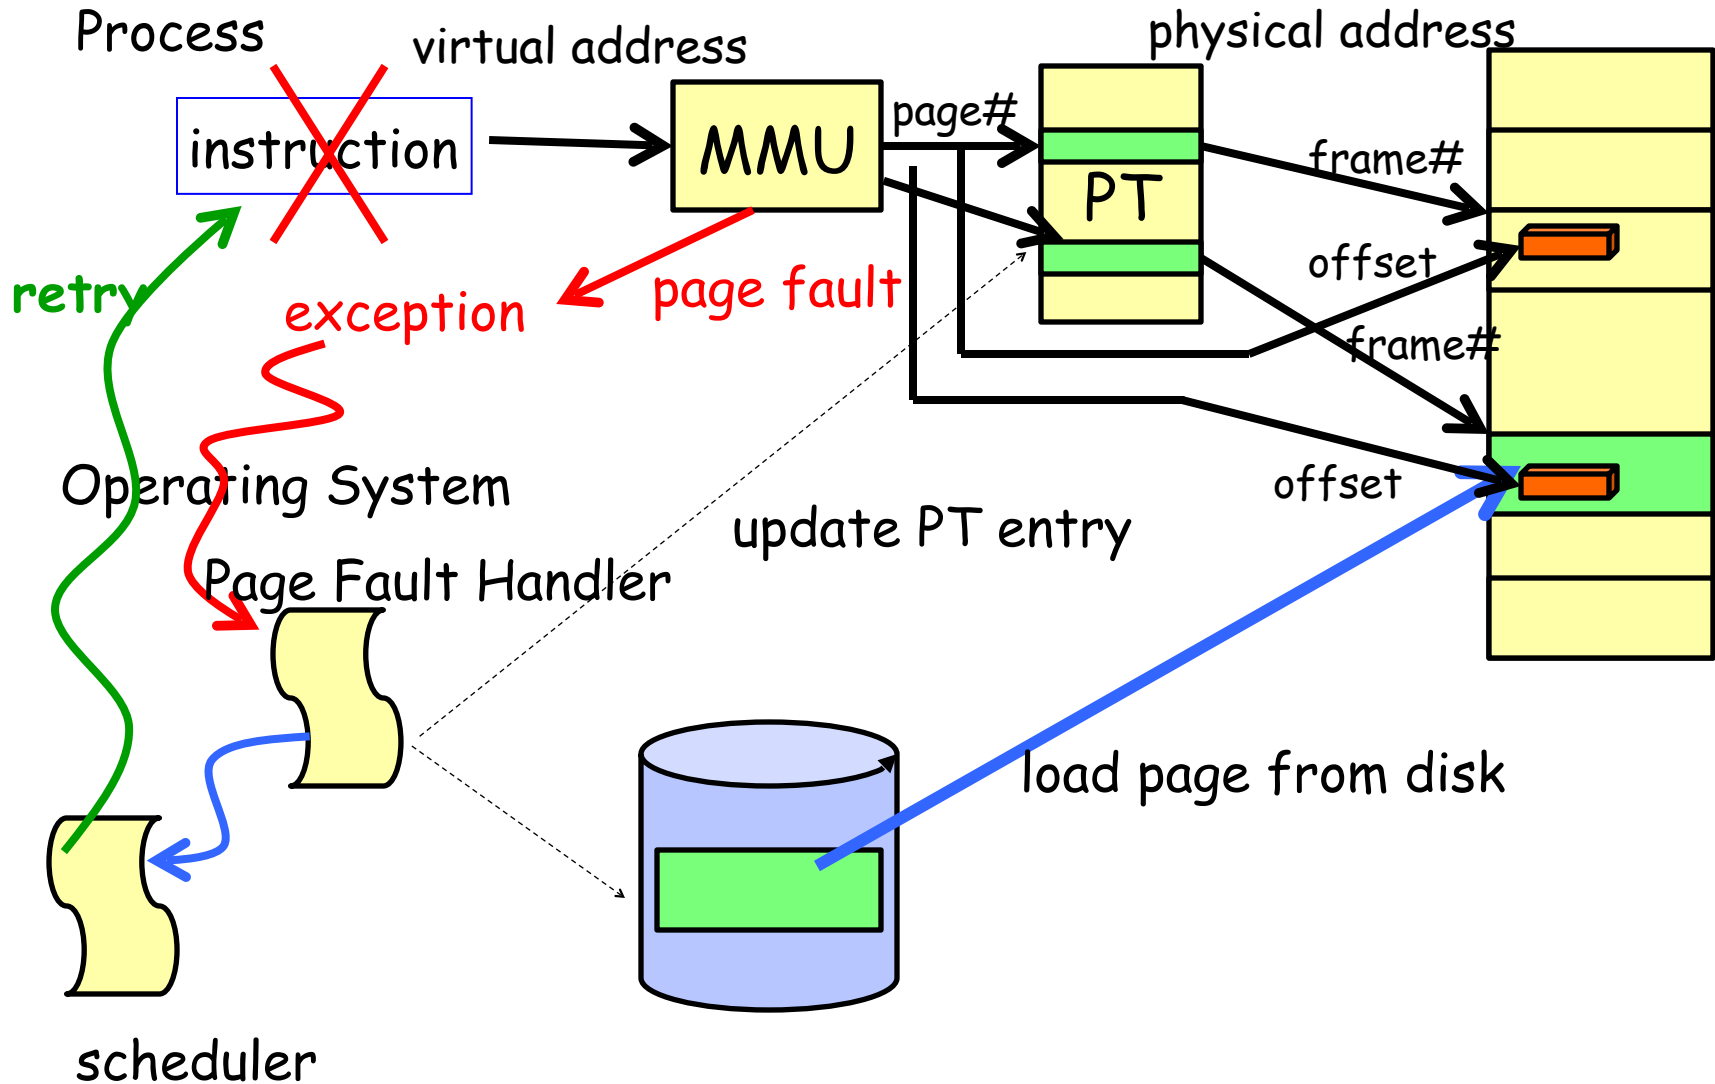 Process
virtual address
physical address
instruction
MMU
page#
PT
frame#
offset
retry
exception
page fault
frame#
Operating System
offset
update PT entry
Page Fault Handler
load page from disk
scheduler